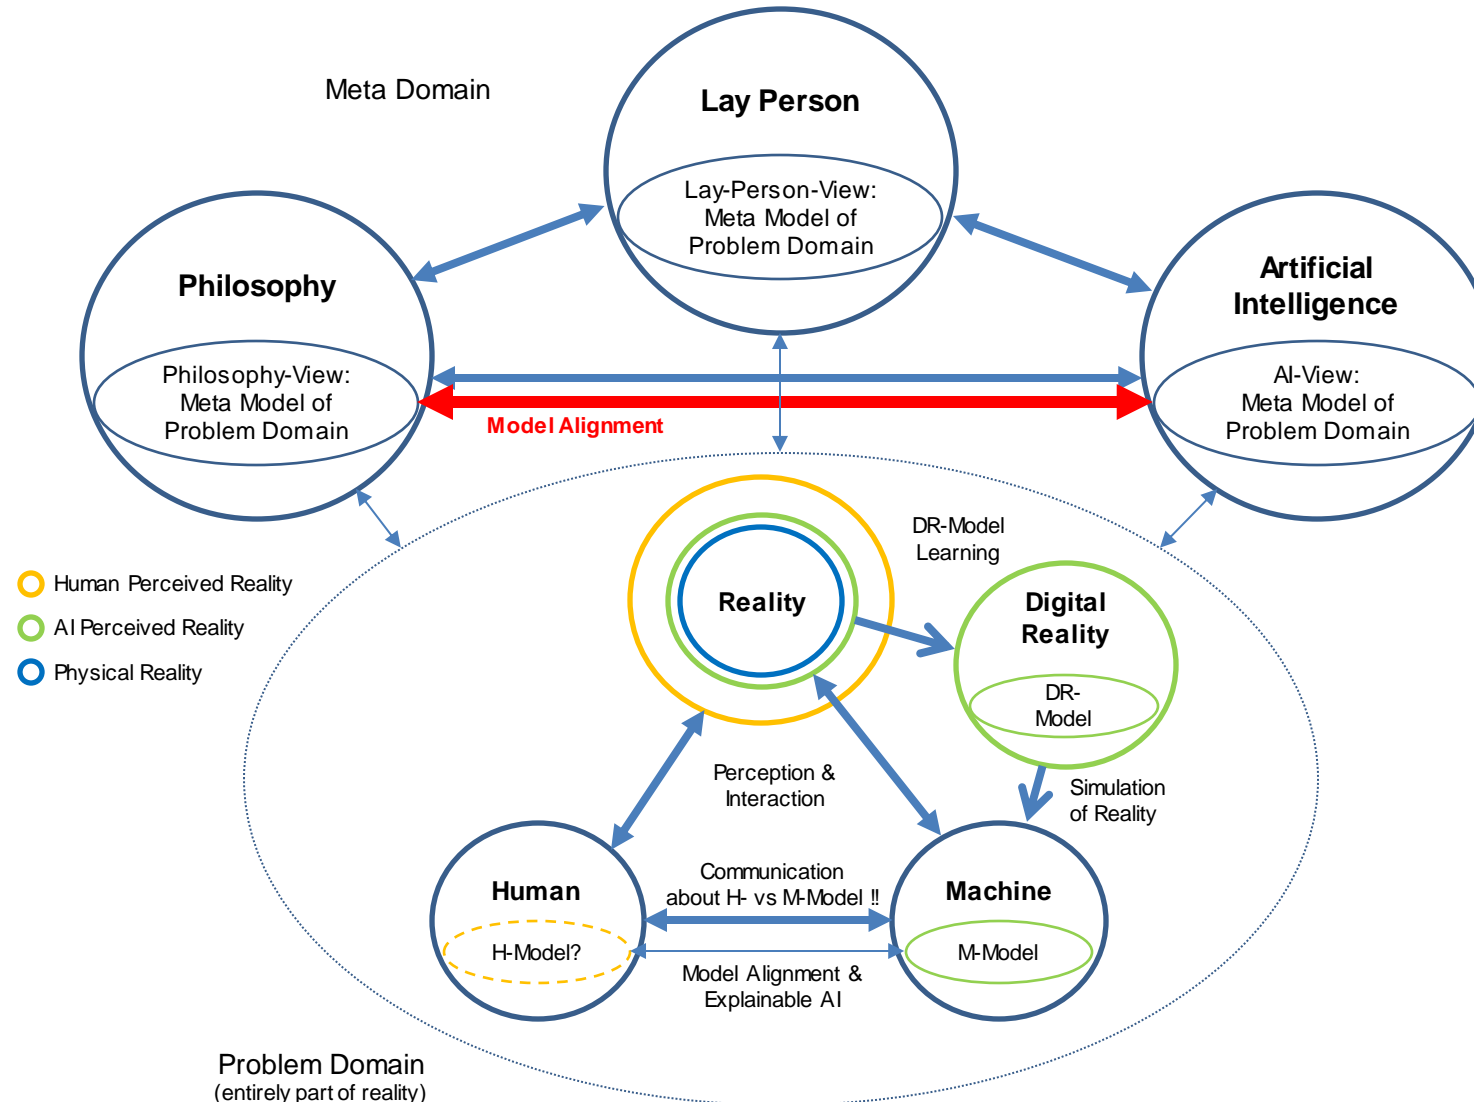 Meta Domain
Lay Person
Lay-Person-View:
Meta Model of
Problem Domain
Philosophy
Philosophy-View:
Meta Model of
Problem Domain
Artificial
Intelligence
AI-View:
Meta Model of
Problem Domain
Model Alignment
Human Perceived Reality
AI Perceived Reality
Physical Reality
Reality
DR-Model
Learning
Digital
Reality
DR-
Model
Perception &
Interaction
Simulation
of Reality
Human
H-Model?
Communication
about H- vs M-Model !!
Model Alignment &
Explainable AI
Machine
M-Model
Problem Domain
(entirely part of reality)